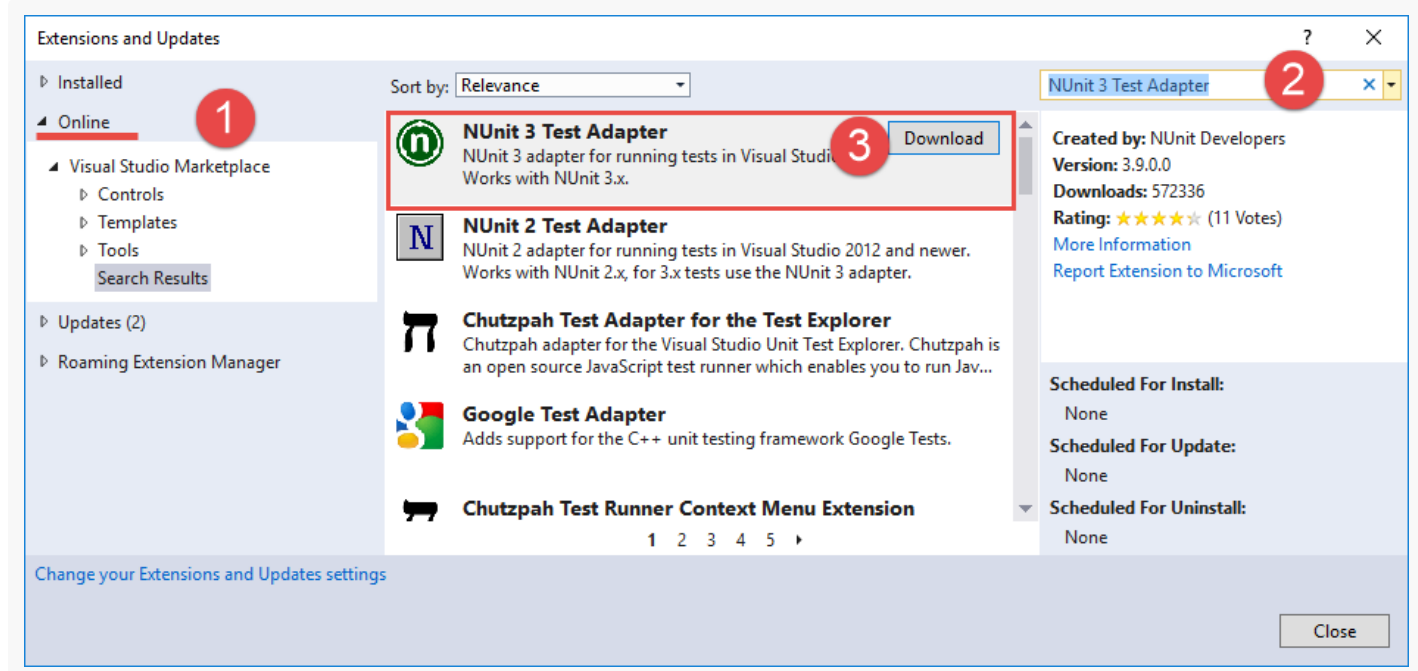 Extensions and Updates
?
Installed
Online
1
Visual Studio Marketplace
Controls
Templates
Tools
Search Results
Updates (2)
Roaming Extension Manager
Sort by: Relevance
NUnit 3 Test Adapter
3
Download
NUnit 3 adapter for running tests in Visual
Works with NUnit 3.x.
N
NUnit 2 Test Adapter
NUnit 2 adapter for running tests in Visual Studio 2012 and newer.
Works with NUnit 2.x, for 3.x tests use the NUnit 3 adapter.
Chutzpah Test Adapter for the Test Explorer
Chutzpah adapter for the Visual Studio Unit Test Explorer. Chutzpah is
an open source JavaScript test runner which enables you to run Jav...
Google Test Adapter
Adds support for the C++ unit testing framework Google Tests.
Chutzpah Test Runner Context Menu Extension
1 2 3 4 5
NUnit 3 Test Adapter
2
Created by: NUnit Developers
Version: 3.9.0.0
Downloads: 572336
Rating: (11 Votes)
More Information
Report Extension to Microsoft
Scheduled For Install:
None
Scheduled For Update:
None
Scheduled For Uninstall:
None
Change your Extensions and Updates settings
Close